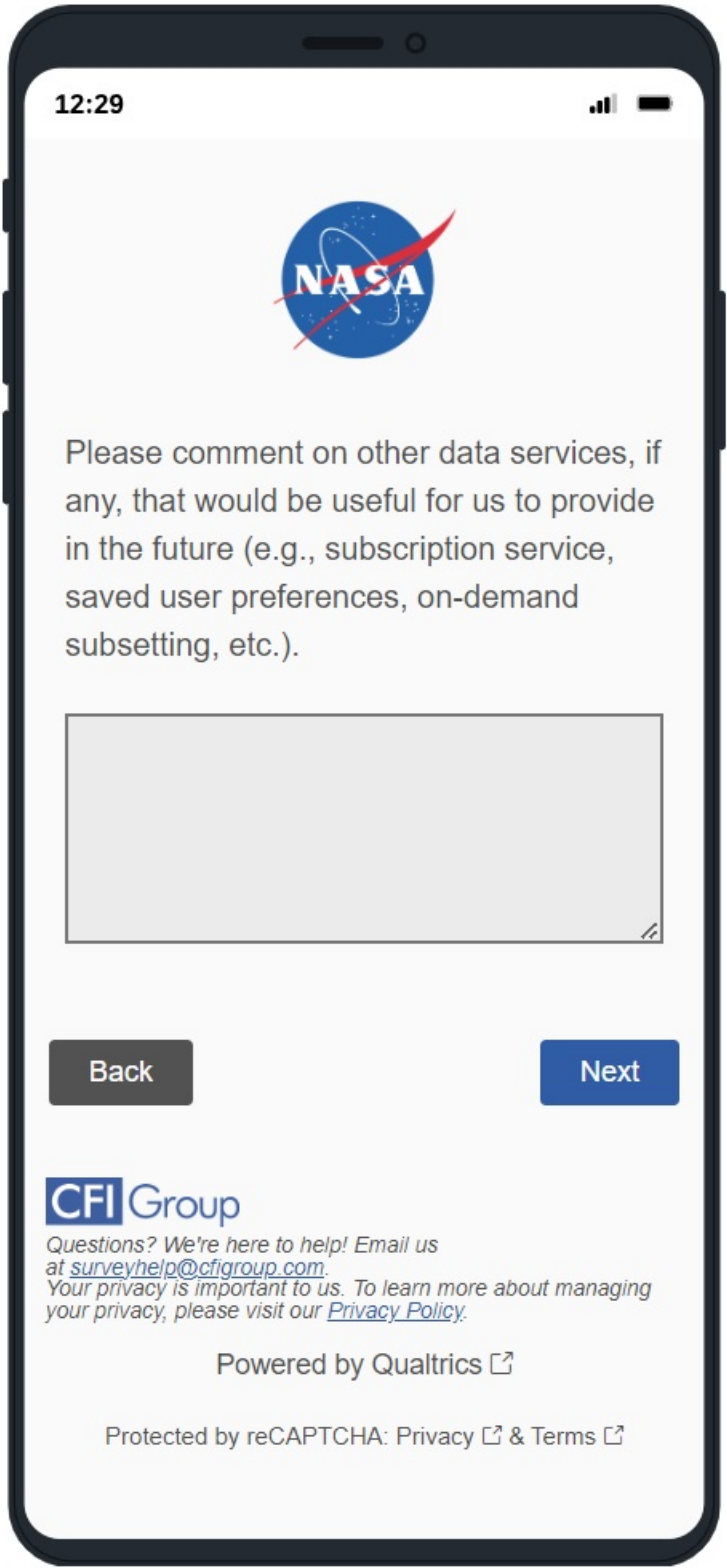 12:29
NASA
Please comment on other data services, if
any, that would be useful for us to provide
in the future (e.g., subscription service,
saved user preferences, on-demand
subsetting, etc.).
Back
Next
CFI Group
Questions? We're here to help! Email us
at surveyhelp@cfigroup.com.
Your privacy is important to us. To learn more about managing
your privacy, please visit our Privacy Policy.
Powered by Qualtrics
Protected by reCAPTCHA: Privacy & Terms